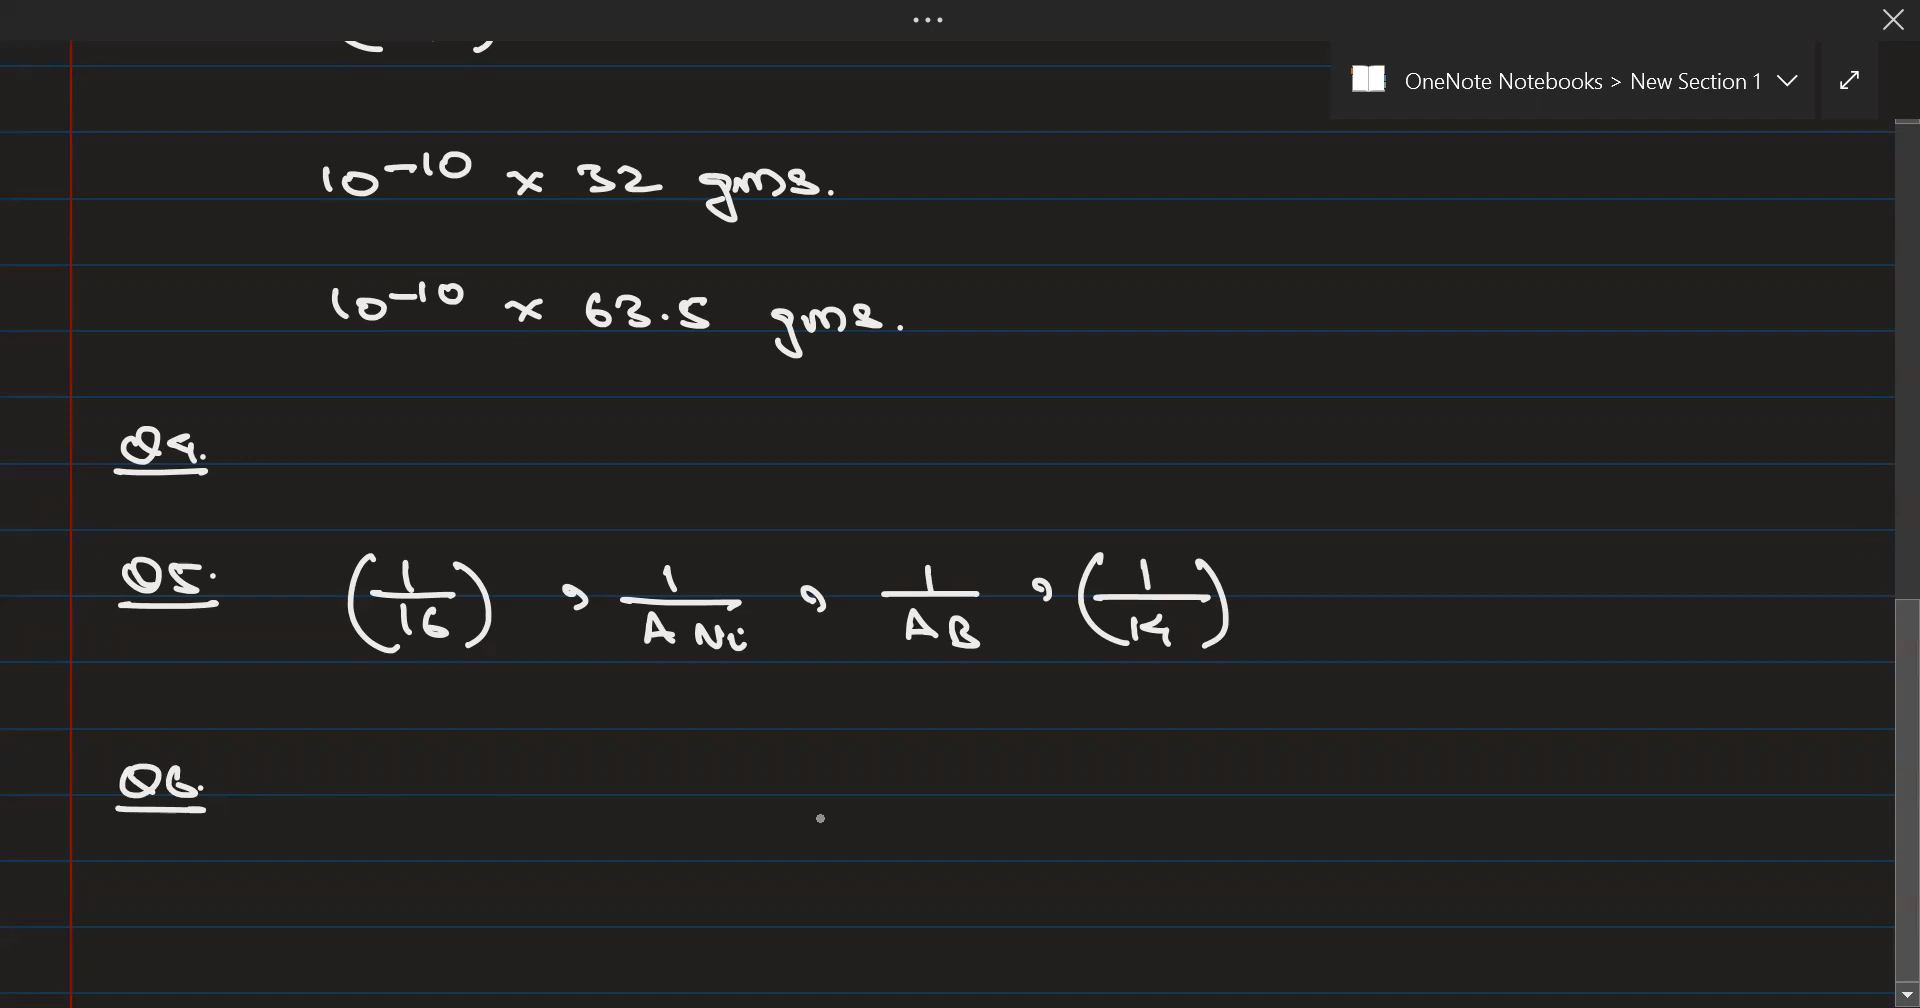 OneNote Notebooks > New Section 1
10⁻¹⁰ × 32 gms.
10⁻¹⁰ × 63.5 gms.
Q4.
Q5. (1/16) , 1/A Ni , 1/A B , (1/14)
Q6.